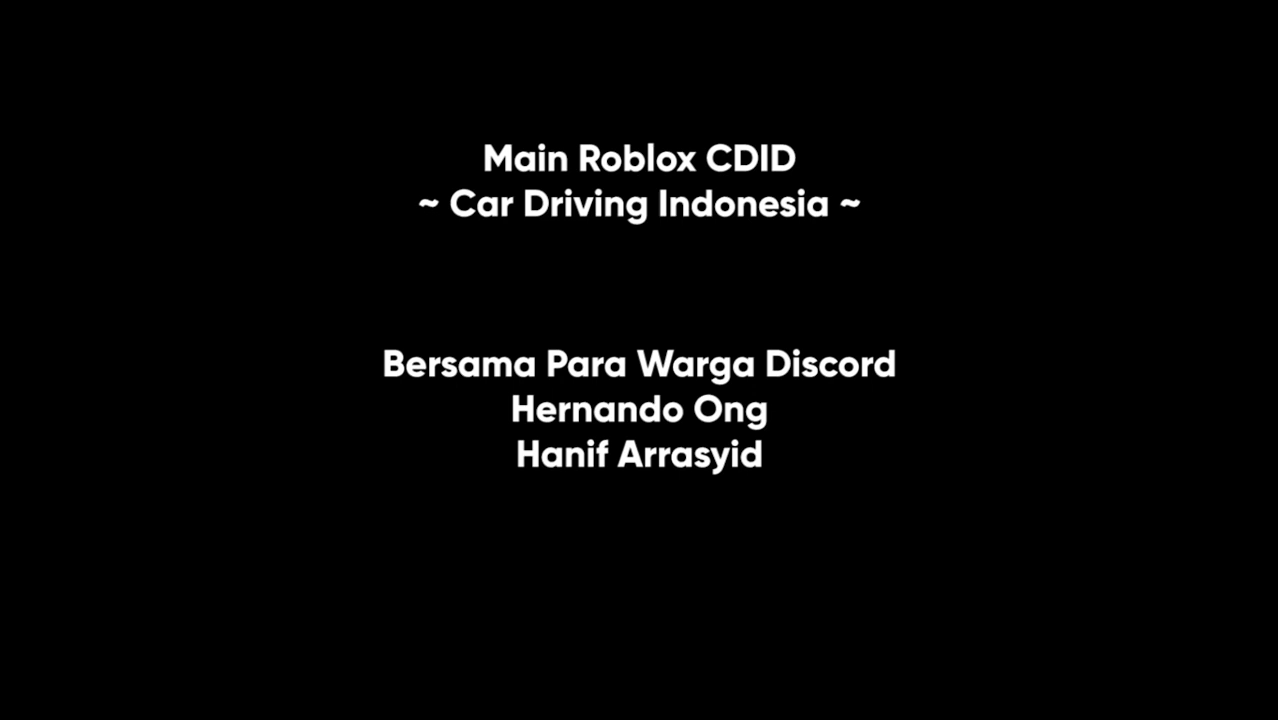 Main Roblox CDID
~ Car Driving Indonesia ~
Bersama Para Warga Discord
Hernando Ong
Hanif Arrasyid